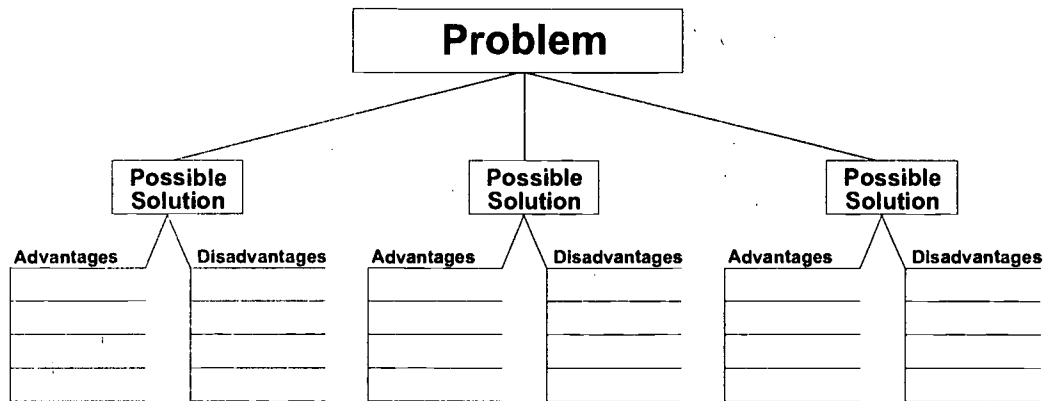 Problem
Possible
Solution
Possible
Solution
Possible
Solution
Advantages
Disadvantages
Advantages
Disadvantages
Advantages
Disadvantages